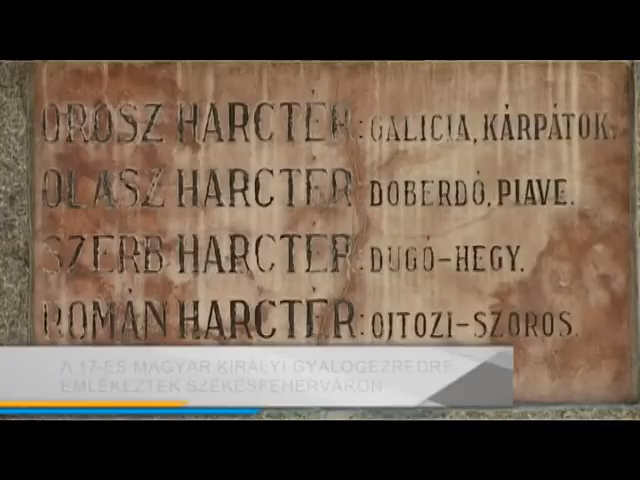 OROSZ HARCTÉR: GALICIA, KÁRPÁTOK.
OLASZ HARCTÉR: DOBERDÓ, PIAVE.
SZERB HARCTÉR: DUGÓ-HEGY.
ROMÁN HARCTÉR: OJTOZI-SZOROS.
A 17-ES MAGYAR KIRÁLYI GYALOGEZREDRE
EMLÉKEZTEK SZÉKESFEHÉRVÁRON